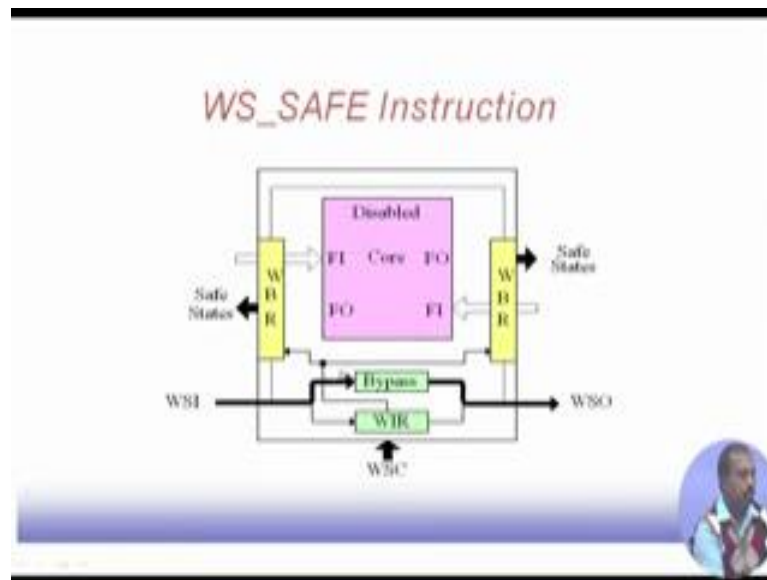 WS_SAFE Instruction
Disabled
FI Core FO
FO FI
W B R
W B R
Safe States
Safe States
Bypass
WIR
WSI
WSO
WSC